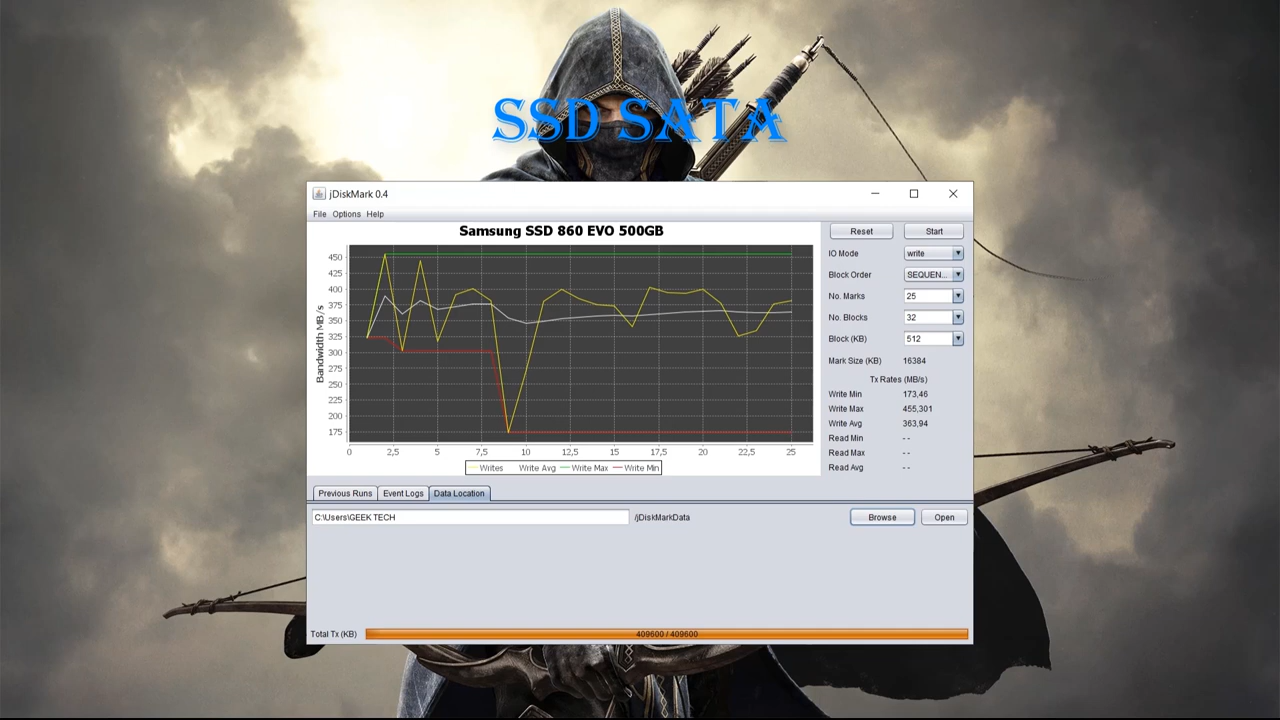 SSD SATA
jDiskMark 0.4
File Options Help
Samsung SSD 860 EVO 500GB
Bandwidth MB/s
450
425
400
375
350
325
300
275
250
225
200
175
0 2,5 5 7,5 10 12,5 15 17,5 20 22,5 25
Writes Write Avg Write Max Write Min
Reset Start
IO Mode write
Block Order SEQUEN...
No. Marks 25
No. Blocks 32
Block (KB) 512
Mark Size (KB) 16384
Tx Rates (MB/s)
Write Min 173,46
Write Max 455,301
Write Avg 363,94
Read Min - -
Read Max - -
Read Avg - -
Previous Runs Event Logs Data Location
C:\Users\GEEK TECH /jDiskMarkData Browse Open
Total Tx (KB) 409600 / 409600